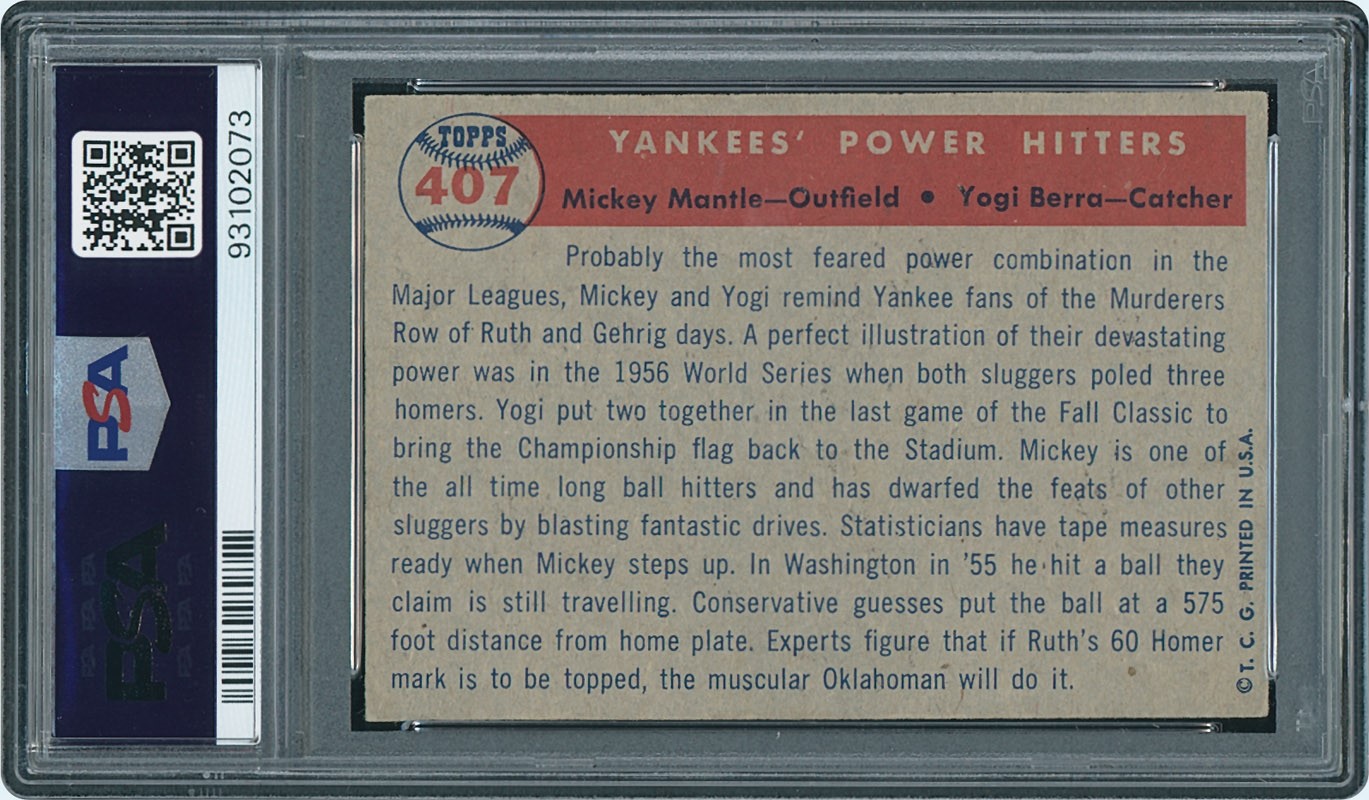 93102073
PSA
PSA
TOPPS
407
YANKEES' POWER HITTERS
Mickey Mantle—Outfield • Yogi Berra—Catcher
Probably the most feared power combination in the
Major Leagues, Mickey and Yogi remind Yankee fans of the Murderers
Row of Ruth and Gehrig days. A perfect illustration of their devastating
power was in the 1956 World Series when both sluggers poled three
homers. Yogi put two together in the last game of the Fall Classic to
bring the Championship flag back to the Stadium. Mickey is one of
the all time long ball hitters and has dwarfed the feats of other
sluggers by blasting fantastic drives. Statisticians have tape measures
ready when Mickey steps up. In Washington in '55 he hit a ball they
claim is still travelling. Conservative guesses put the ball at a 575
foot distance from home plate. Experts figure that if Ruth's 60 Homer
mark is to be topped, the muscular Oklahoman will do it.
© T. C. G. PRINTED IN U.S.A.
PSA